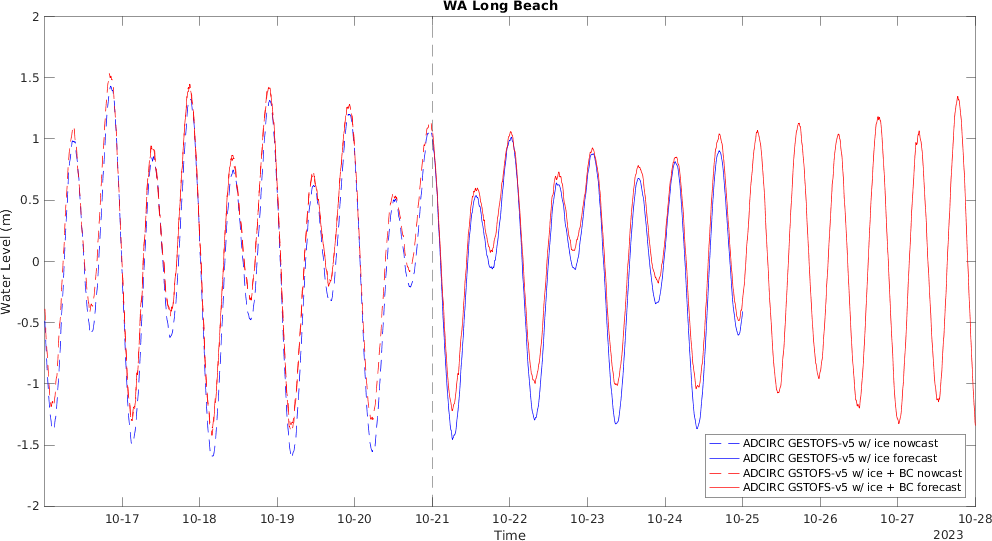 WA Long Beach
2
1.5
1
0.5
0
-0.5
-1
-1.5
-2
Water Level (m)
ADCIRC GESTOFS-v5 w/ ice nowcast
ADCIRC GESTOFS-v5 w/ ice forecast
ADCIRC GSTOFS-v5 w/ ice + BC nowcast
ADCIRC GSTOFS-v5 w/ ice + BC forecast
10-17 10-18 10-19 10-20 10-21 10-22 10-23 10-24 10-25 10-26 10-27 10-28
Time
2023